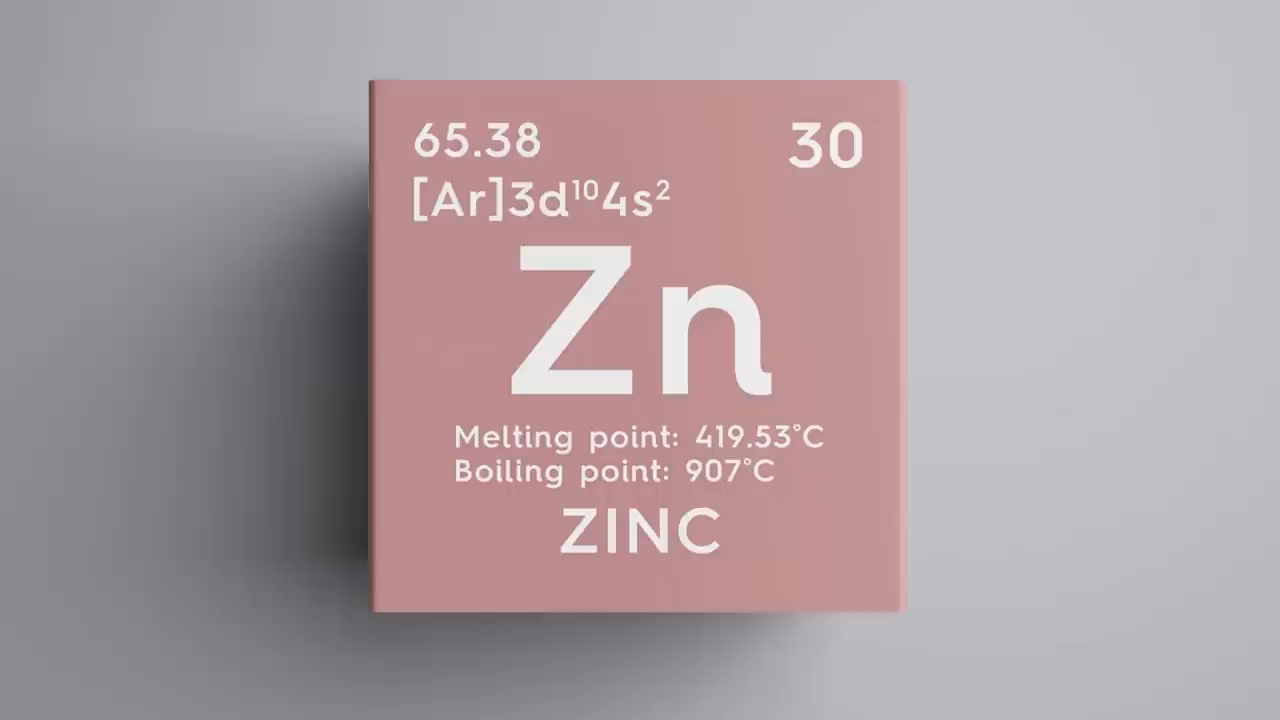 65.38
30
[Ar]3d¹⁰4s²
Zn
Melting point: 419.53°C
Boiling point: 907°C
ZINC